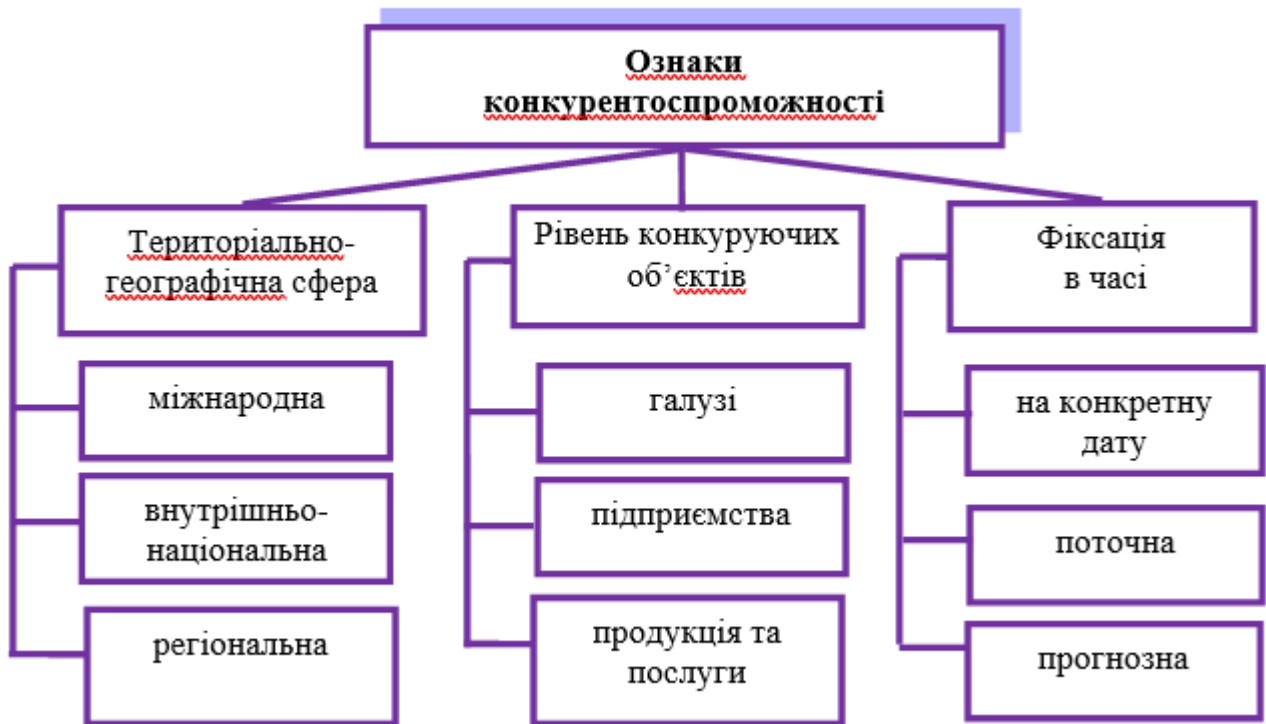 Ознаки
конкурентоспроможності
Територіально-
географічна сфера
міжнародна
внутрішньо-
національна
регіональна
Рівень конкуруючих
об’єктів
галузі
підприємства
продукція та
послуги
Фіксація
в часі
на конкретну
дату
поточна
прогнозна